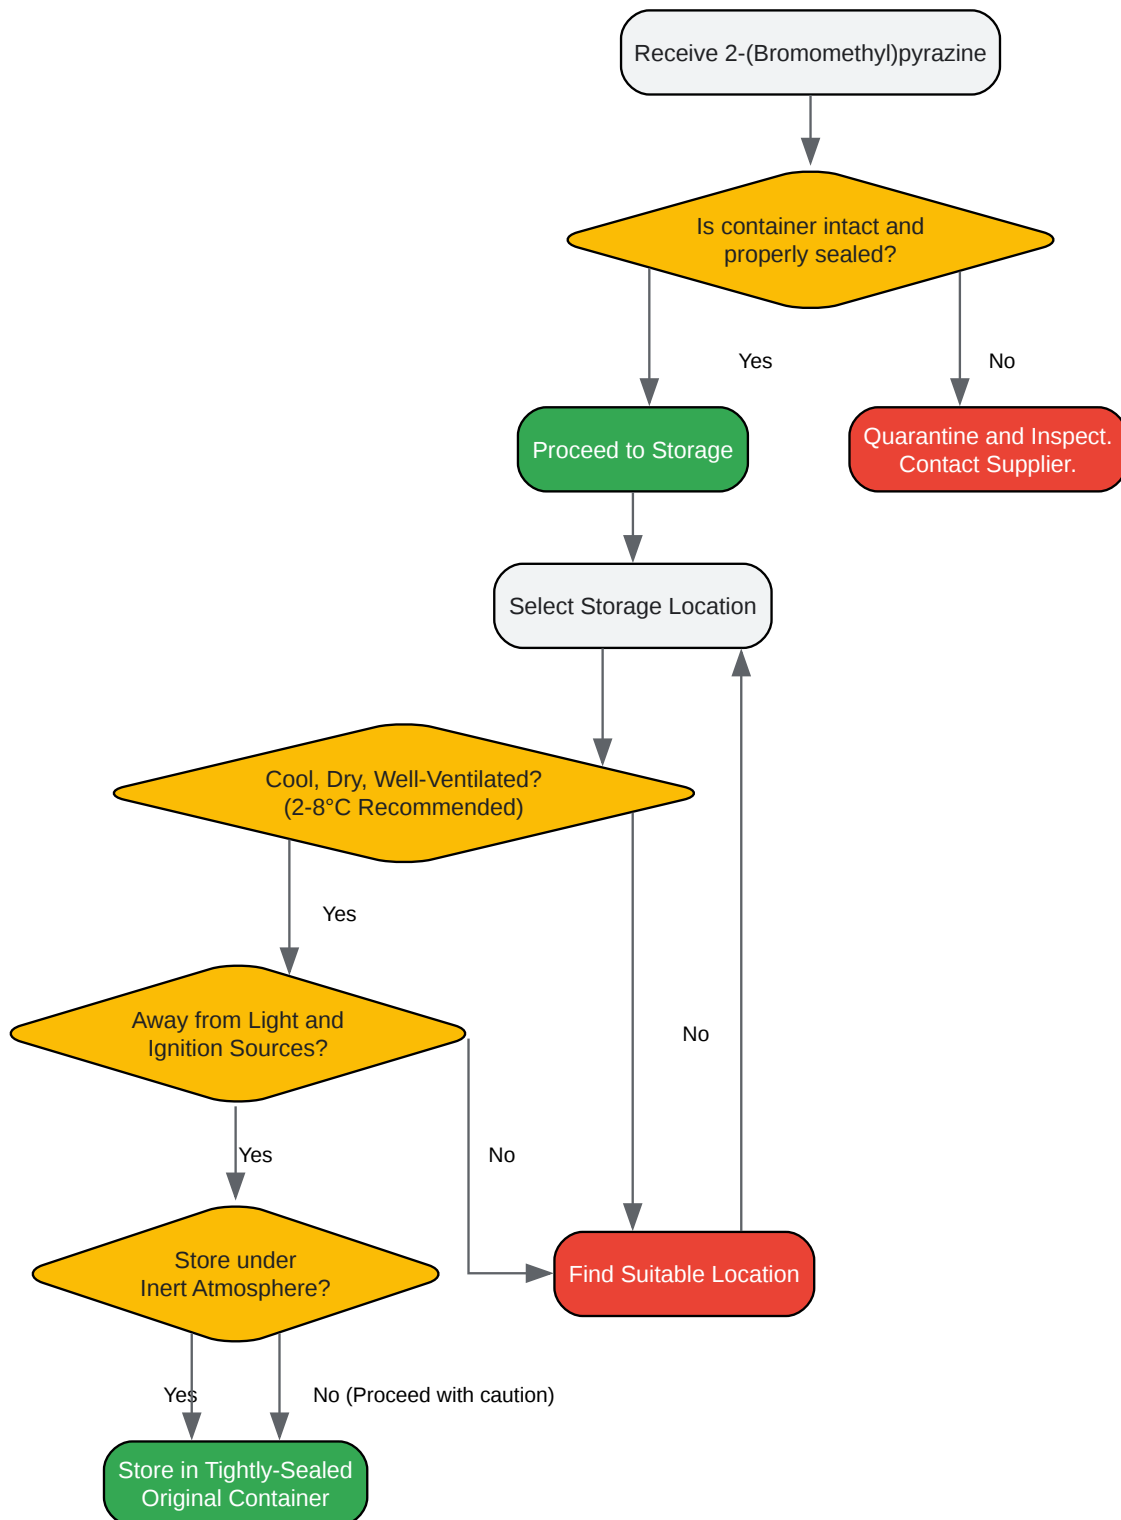 Receive 2-(Bromomethyl)pyrazine
Is container intact and
properly sealed?
Yes
No
Proceed to Storage
Quarantine and Inspect.
Contact Supplier.
Select Storage Location
Cool, Dry, Well-Ventilated?
(2-8°C Recommended)
Yes
Away from Light and
Ignition Sources?
No
Yes
No
Store under
Inert Atmosphere?
Find Suitable Location
Yes
No (Proceed with caution)
Store in Tightly-Sealed
Original Container